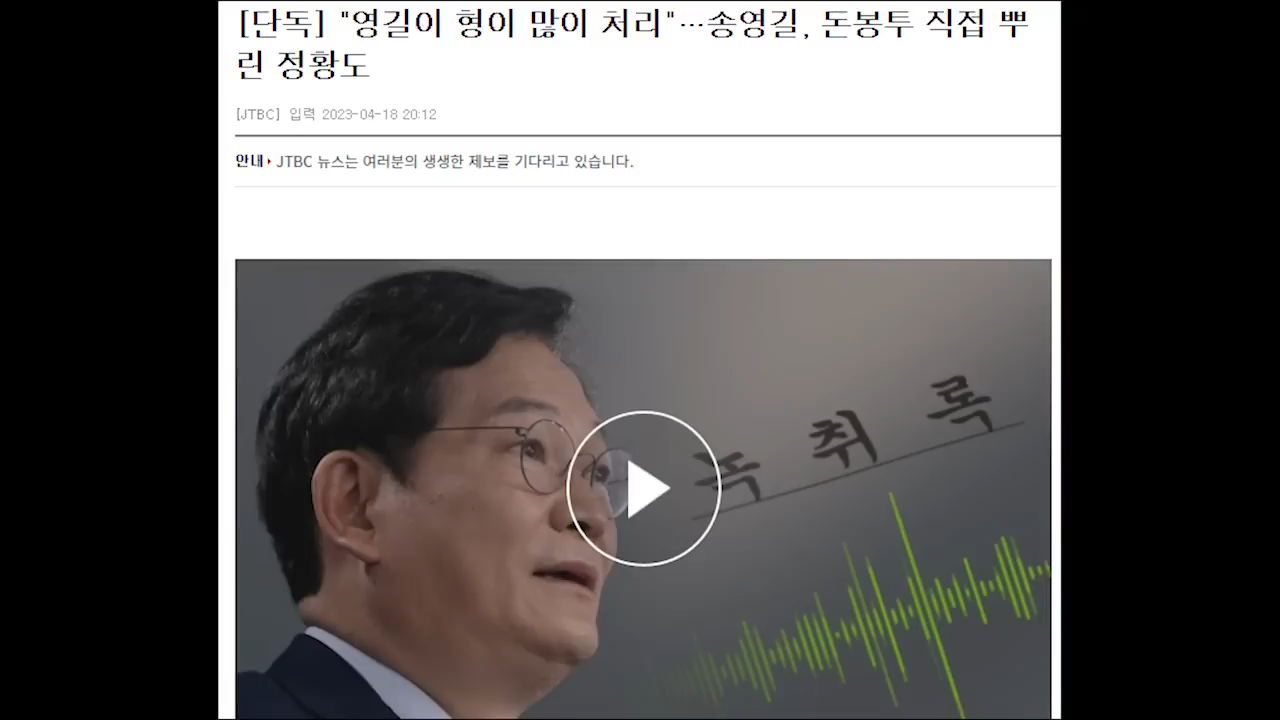 [단독] "영길이 형이 많이 처리"…송영길, 돈봉투 직접 뿌
린 정황도
[JTBC] 입력 2023-04-18 20:12
안내 JTBC 뉴스는 여러분의 생생한 제보를 기다리고 있습니다.
녹취록